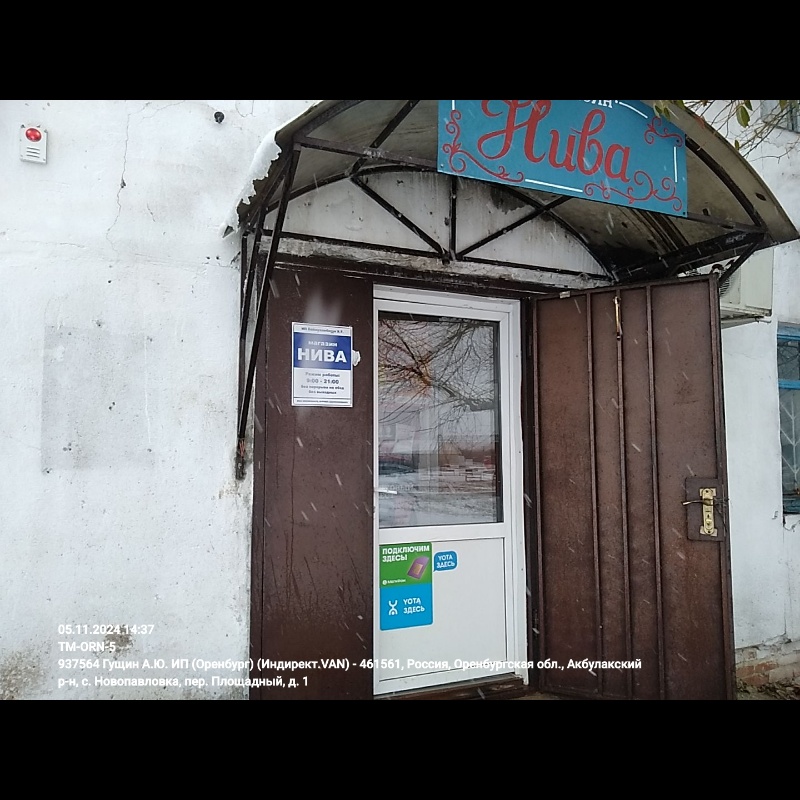 Нива
магазин
НИВА
Режим работы:
9:00 - 21:00
Без перерыва на обед
Без выходных
ПОДКЛЮЧИМ
ЗДЕСЬ!
МЕГАФОН
YOTA
ЗДЕСЬ
YOTA
ЗДЕСЬ
05.11.2024 14:37
TM-ORN-5
937564 Гущин А.Ю. ИП (Оренбург) (Индирект.VAN) - 461561, Россия, Оренбургская обл., Акбулакский
р-н, с. Новопавловка, пер. Площадный, д. 1